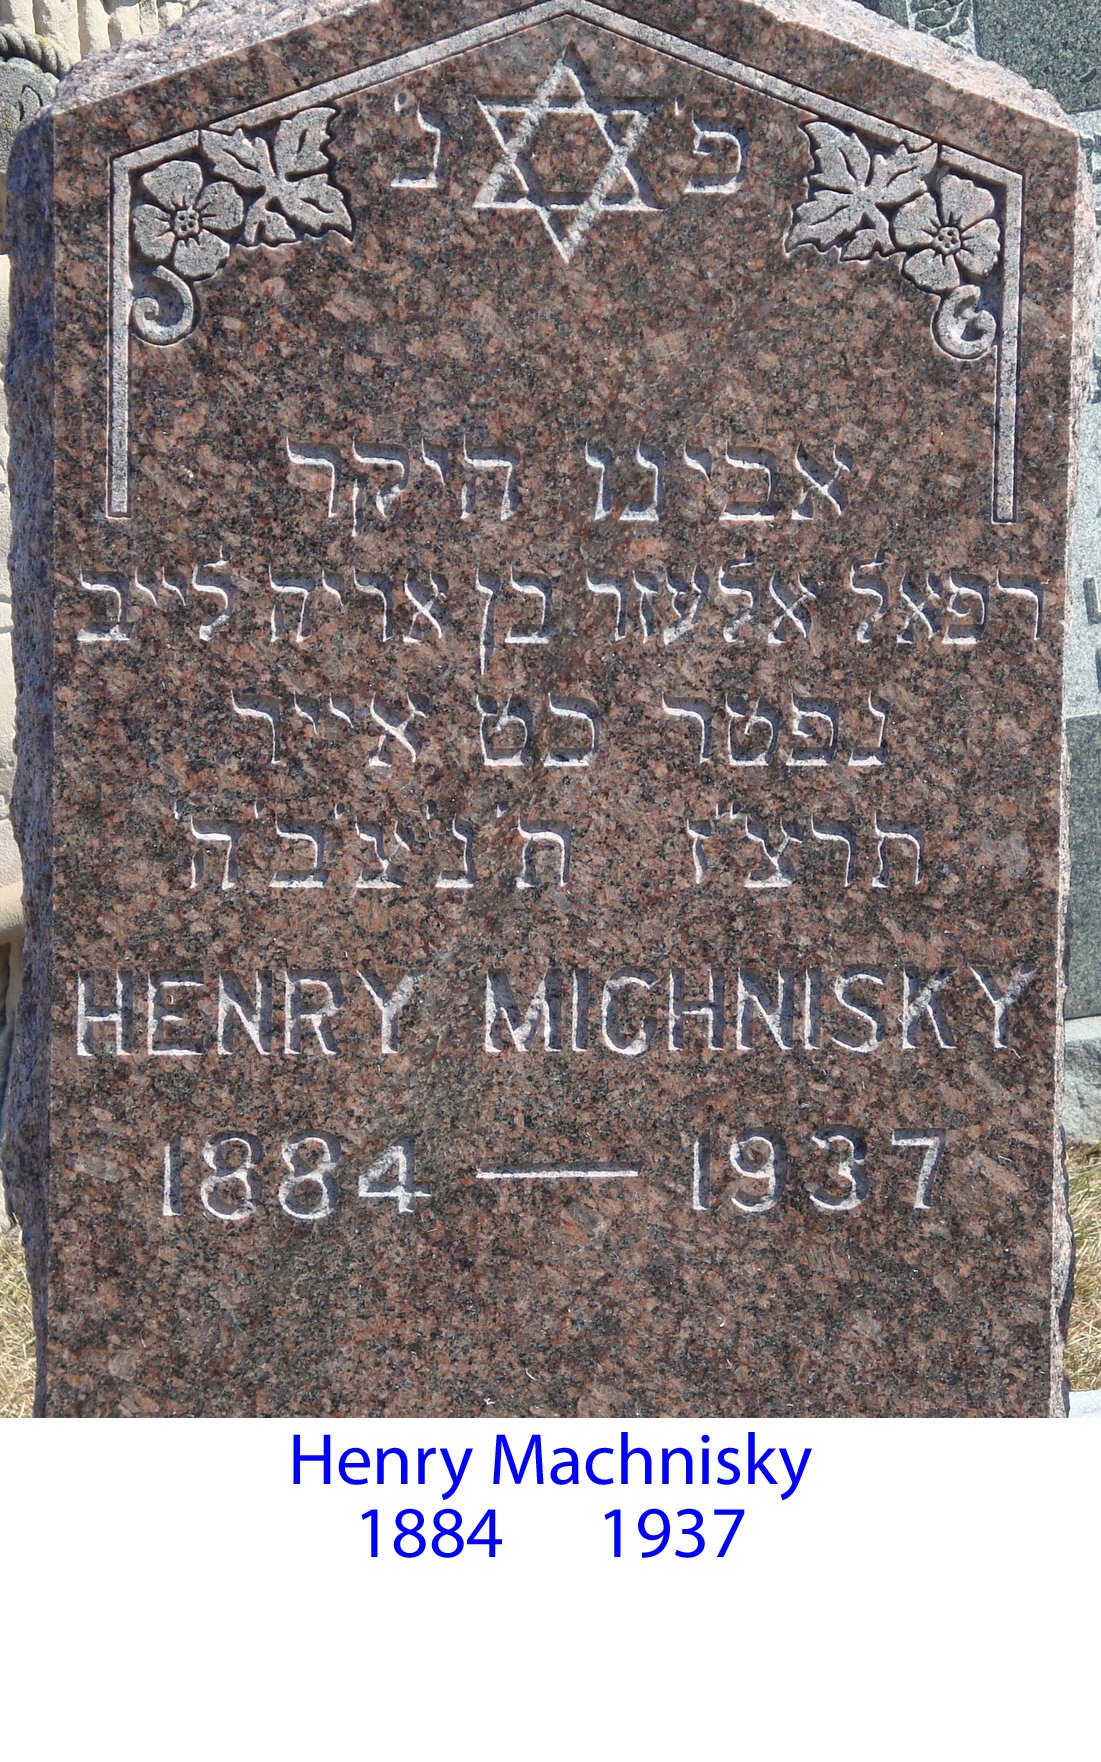 פ' נ'
אבינו היקר
רפאל אלעזר בן אריה לייב
נפטר כט אייר
תרצ"ז ת'נ'צ'ב'ה'
HENRY MICHNISKY
1884 — 1937
Henry Machnisky
1884 1937